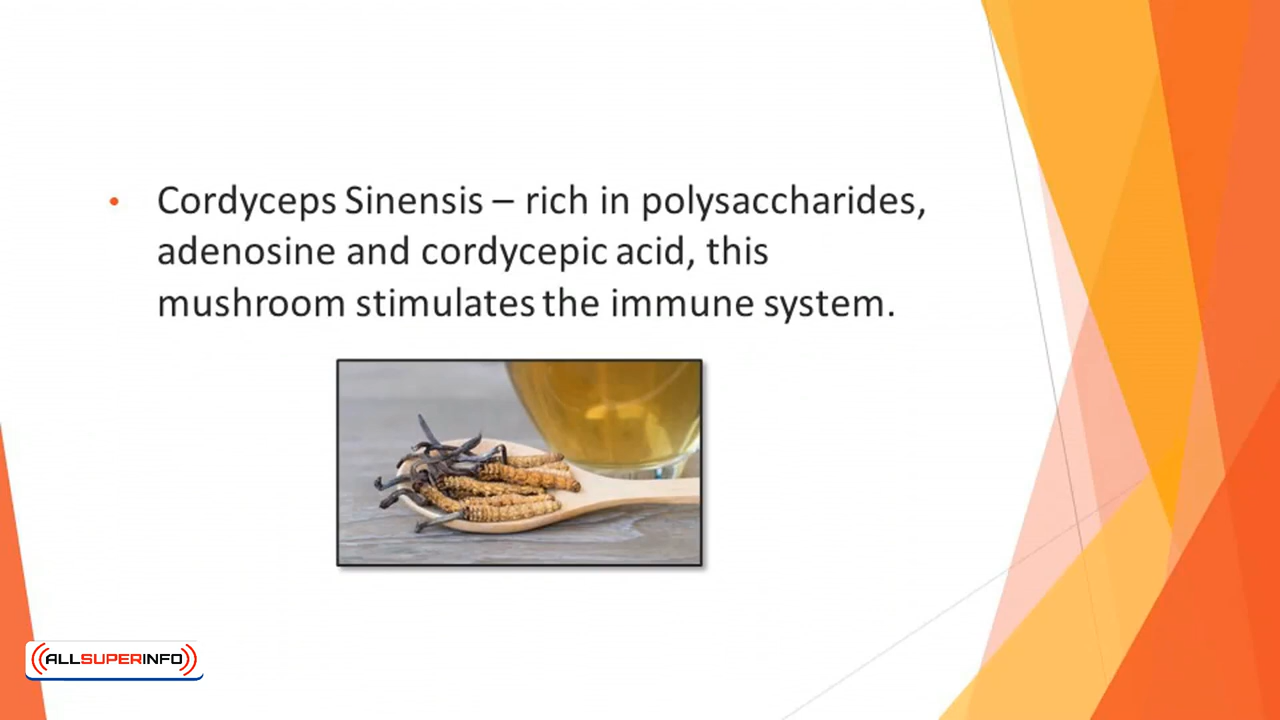 • Cordyceps Sinensis – rich in polysaccharides,
adenosine and cordycepic acid, this
mushroom stimulates the immune system.
ALLSUPERINFO